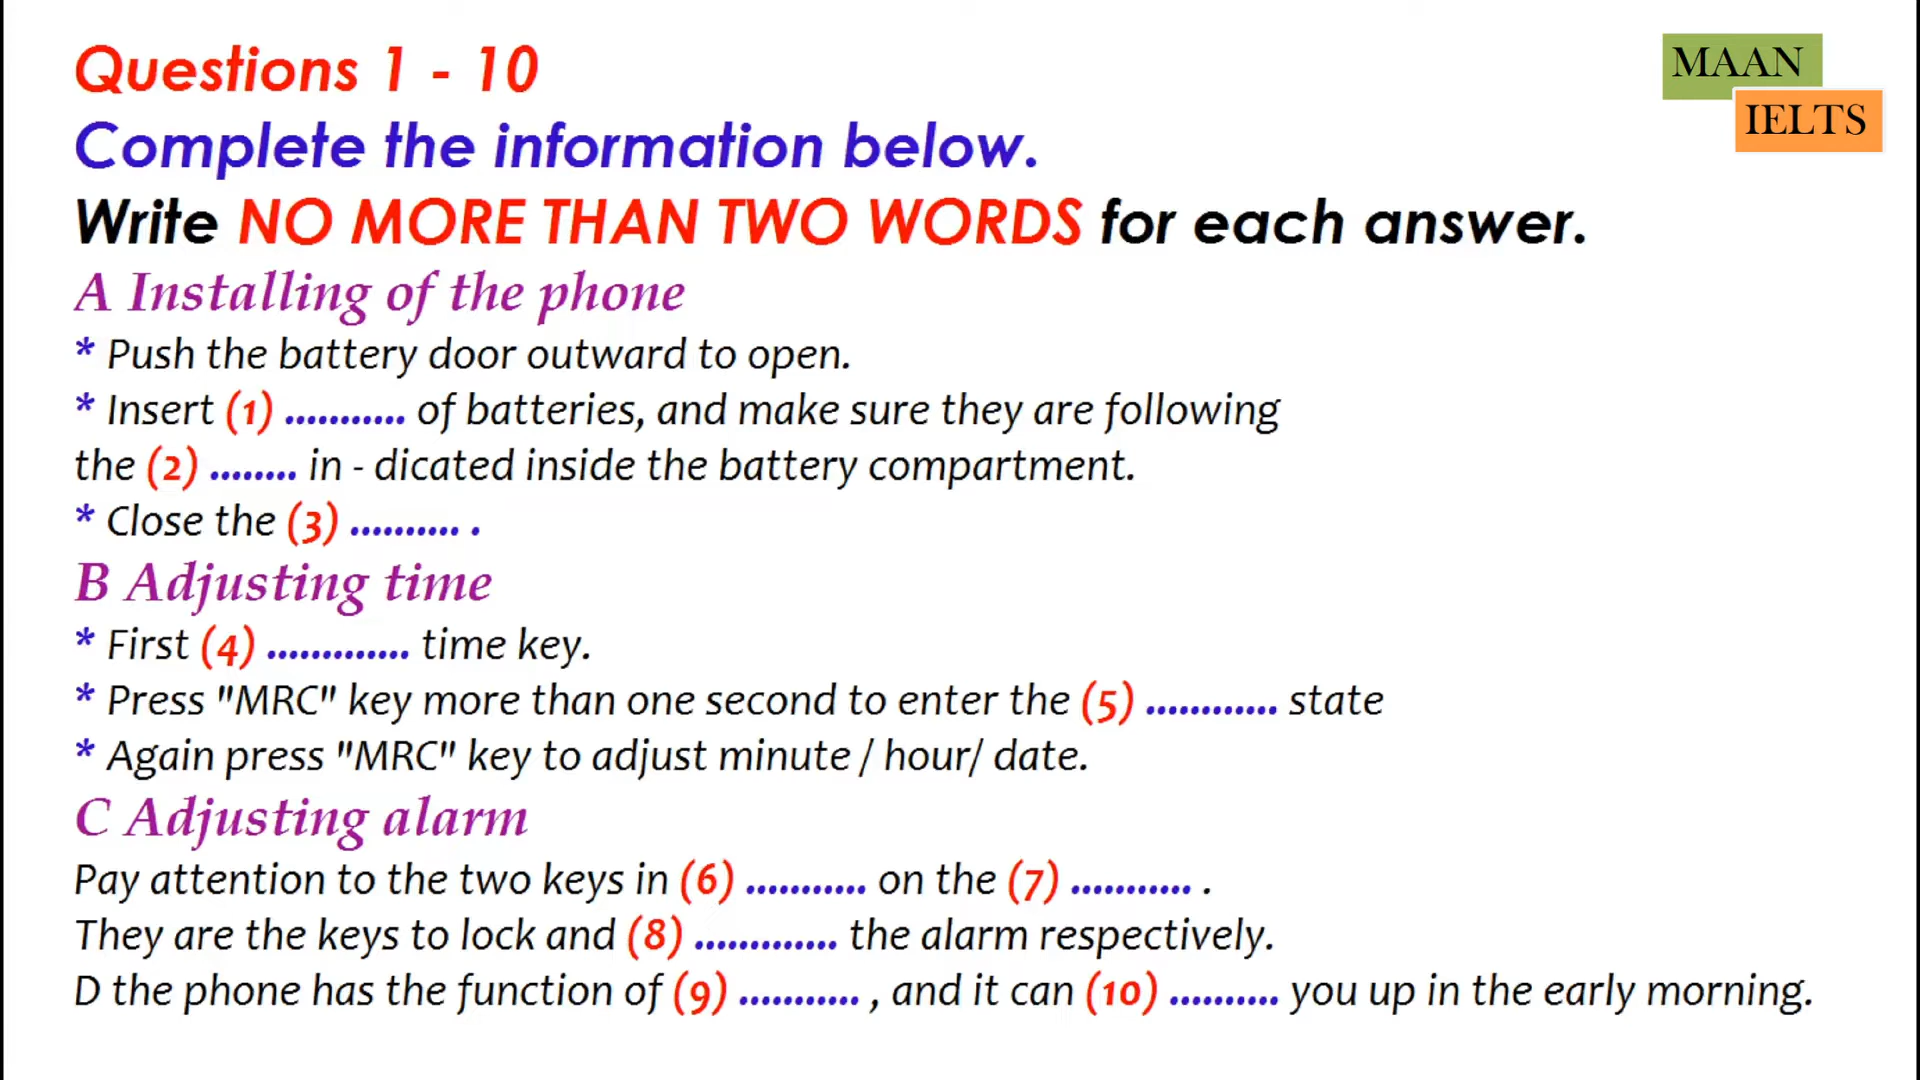 Questions 1 - 10
MAAN
IELTS
Complete the information below.
Write NO MORE THAN TWO WORDS for each answer.
A Installing of the phone
* Push the battery door outward to open.
* Insert (1) ........... of batteries, and make sure they are following
the (2) ........ in - dicated inside the battery compartment.
* Close the (3) .......... .
B Adjusting time
* First (4) ............. time key.
* Press "MRC" key more than one second to enter the (5) ............ state
* Again press "MRC" key to adjust minute / hour/ date.
C Adjusting alarm
Pay attention to the two keys in (6) ........... on the (7) ........... .
They are the keys to lock and (8) ............. the alarm respectively.
D the phone has the function of (9) ........... , and it can (10) .......... you up in the early morning.